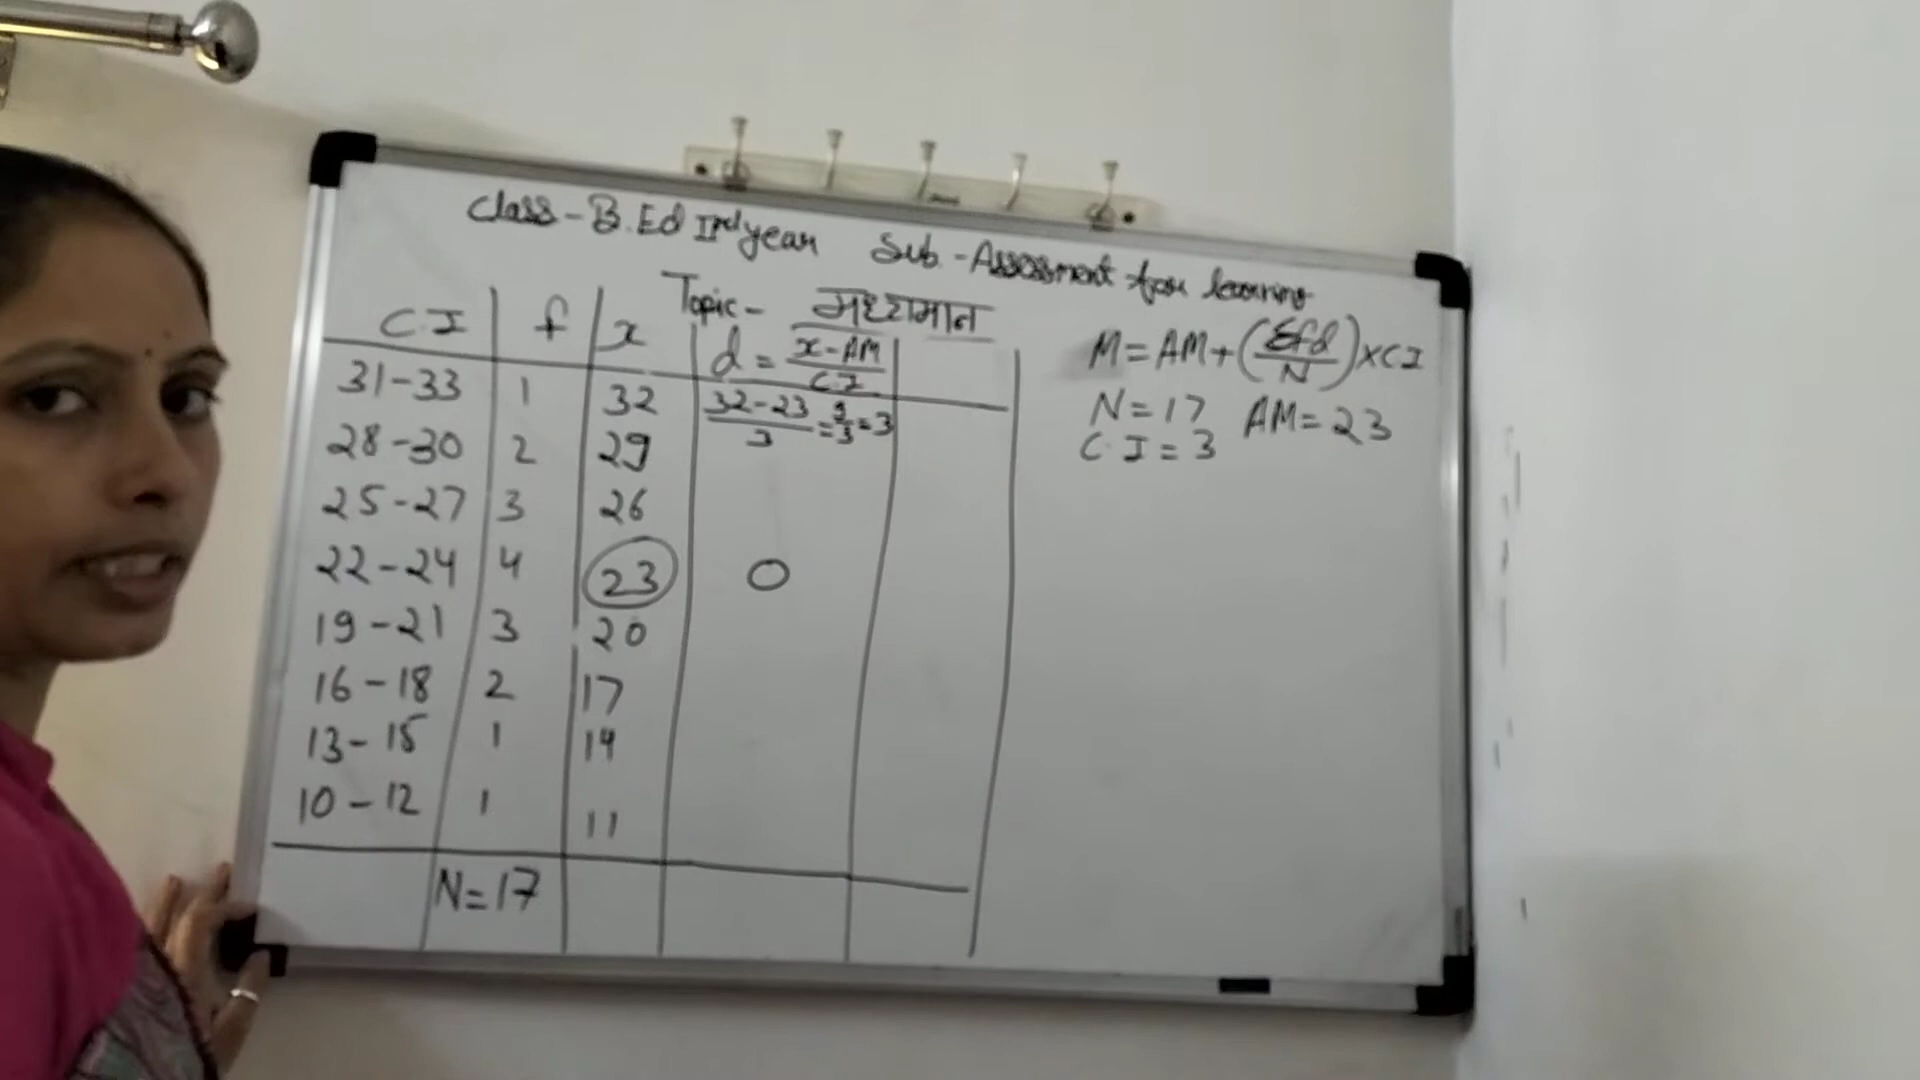 Class-B.Ed IInd year Sub.-Assessment for learning
Topic- मध्यमान
C.I f x d = x-AM/CI
31-33 1 32 32-23/3 = 9/3 = 3
28-30 2 29
25-27 3 26
22-24 4 23 0
19-21 3 20
16-18 2 17
13-15 1 14
10-12 1 11
N=17
M=AM+(Σfd/N)×CI
N=17 AM=23
C.I=3